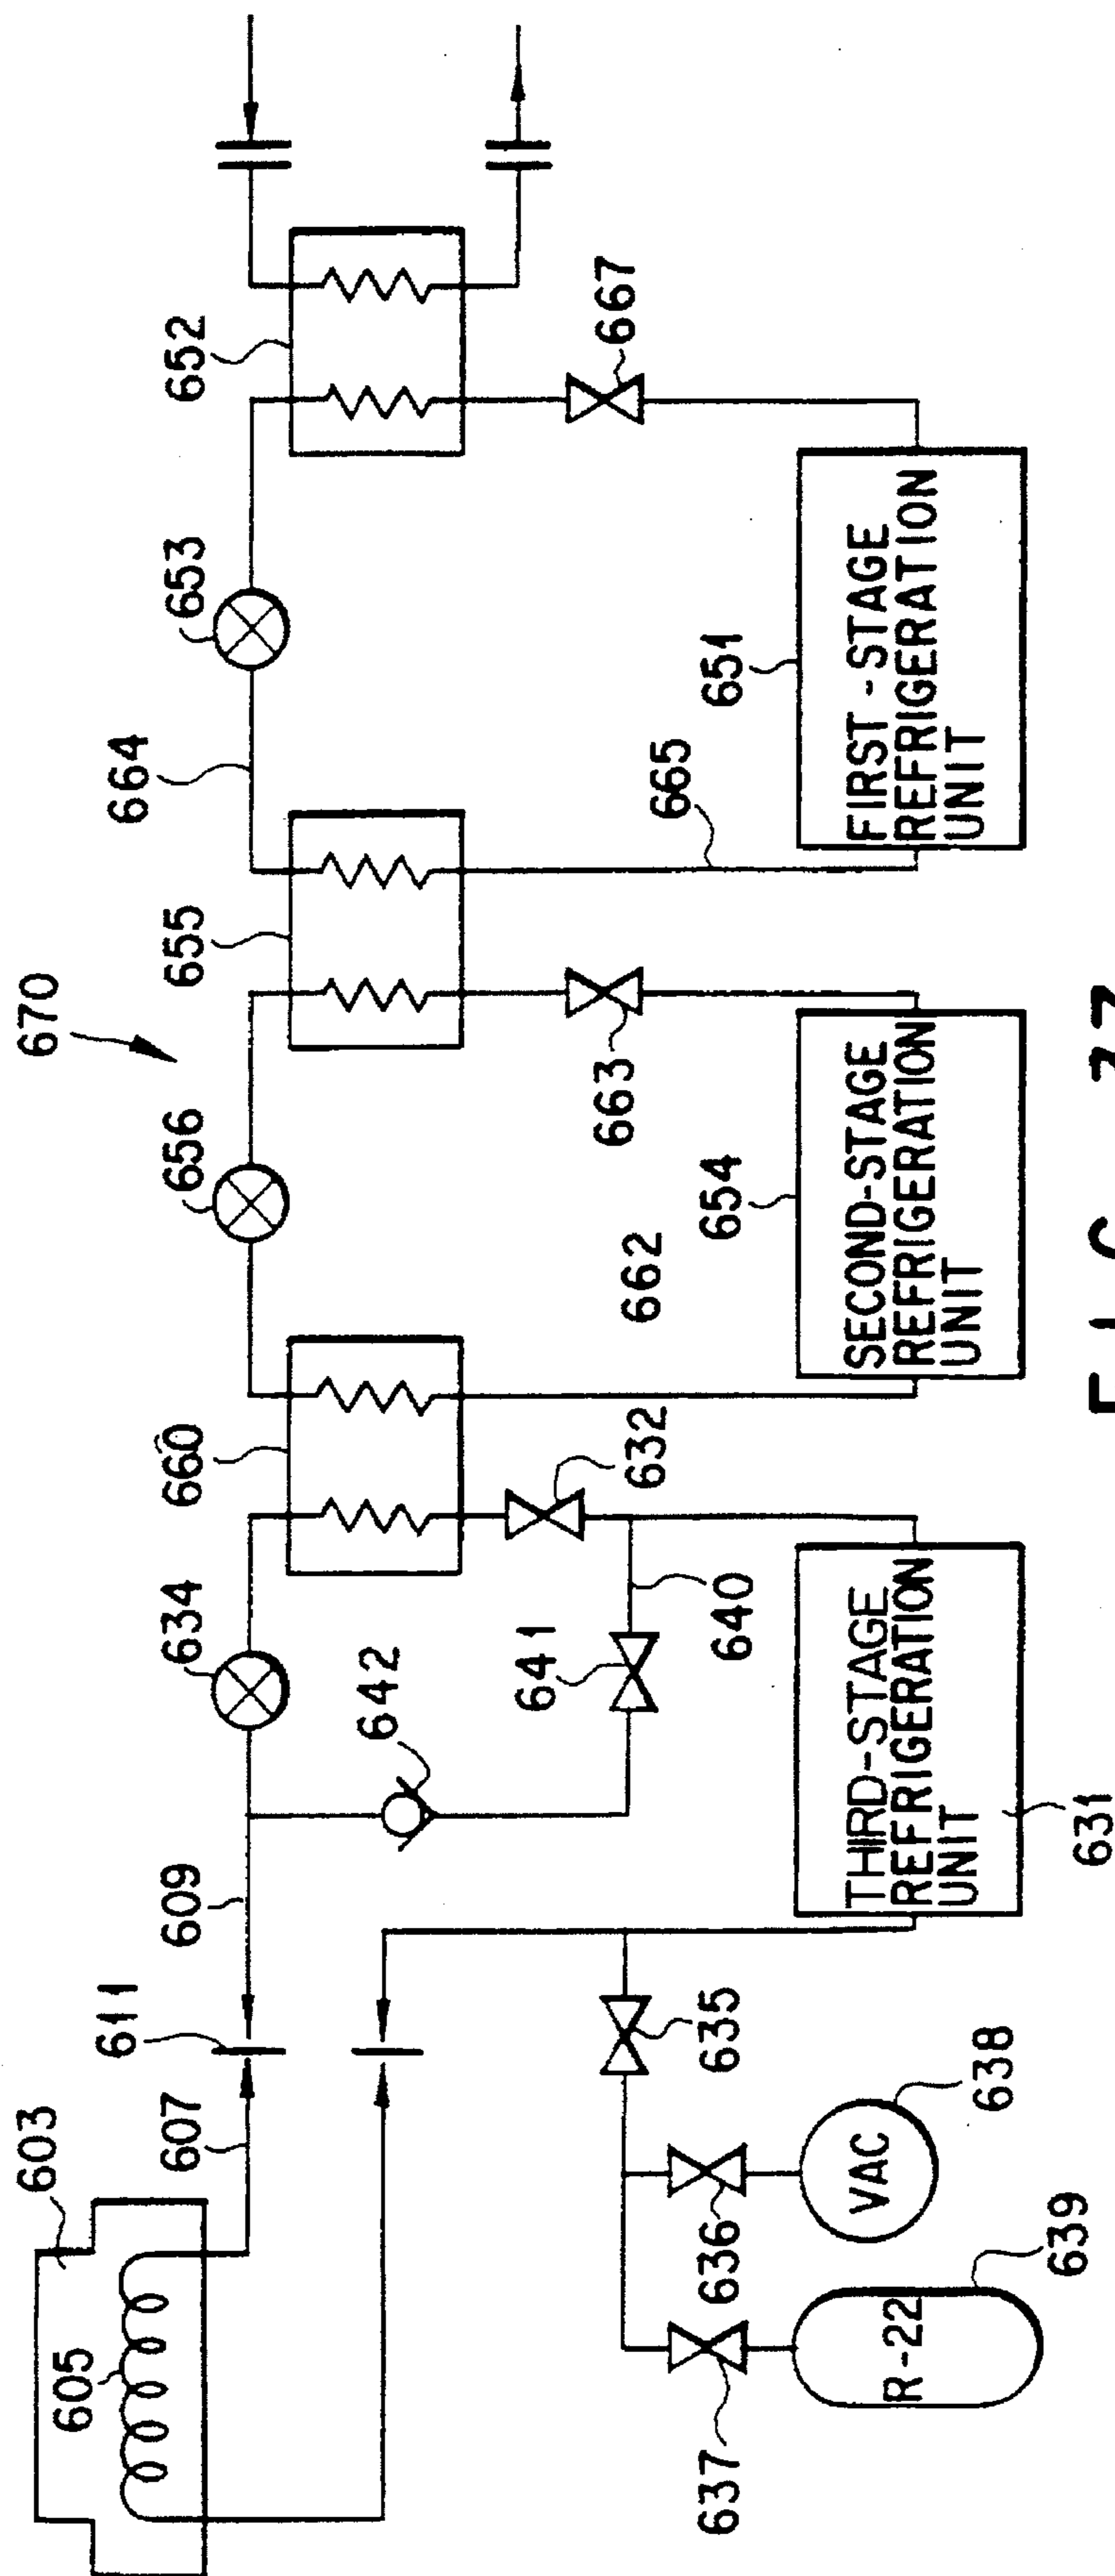 603
605
607
611
609
634
660
656
670
655
664
653
652
642
641
640
632
662
663
665
667
635
636
637
VAC
638
R-22
639
THIRD-STAGE
REFRIGERATION
UNIT
631
SECOND-STAGE
REFRIGERATION
UNIT
654
FIRST-STAGE
REFRIGERATION
UNIT
651